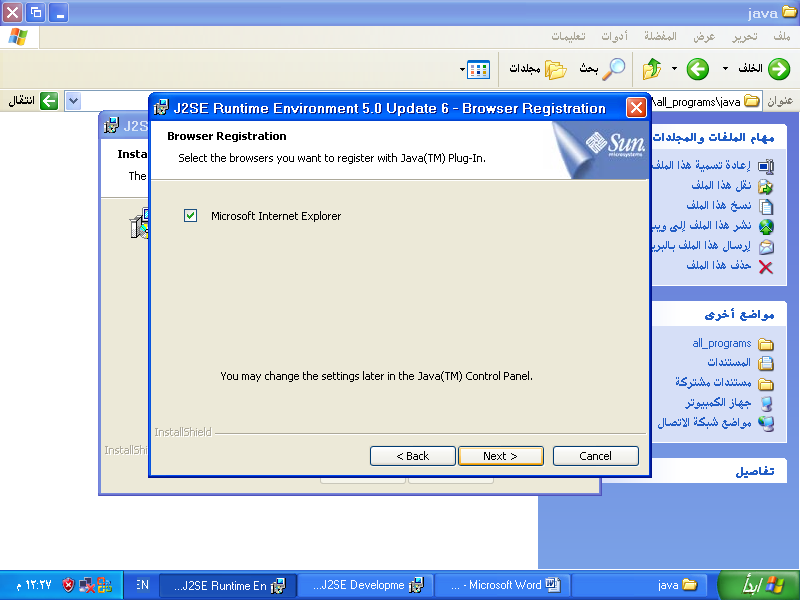 java
ملف تحرير عرض المفضلة أدوات تعليمات
الخلف بحث مجلدات
عنوان \all_programs\java انتقال
J2S
Insta
The
InstallShi
J2SE Runtime Environment 5.0 Update 6 - Browser Registration
Browser Registration
Select the browsers you want to register with Java(TM) Plug-In.
Sun
microsystems
Microsoft Internet Explorer
You may change the settings later in the Java(TM) Control Panel.
InstallShield
< Back Next > Cancel
مهام الملفات والمجلدات
إعادة تسمية هذا الملف
نقل هذا الملف
نسخ هذا الملف
نشر هذا الملف إلى ويب
إرسال هذا الملف بالبريد
حذف هذا الملف
مواضع أخرى
all_programs
المستندات
مستندات مشتركة
جهاز الكمبيوتر
مواضع شبكة الاتصال
تفاصيل
ابدأ java ... - Microsoft Word ...J2SE Developme ...J2SE Runtime En EN ١٢:٢٧ م